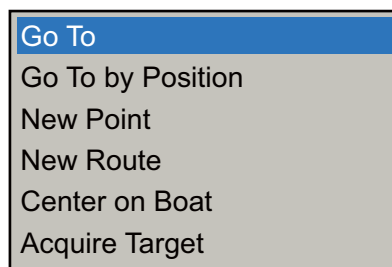 Go To
Go To by Position
New Point
New Route
Center on Boat
Acquire Target